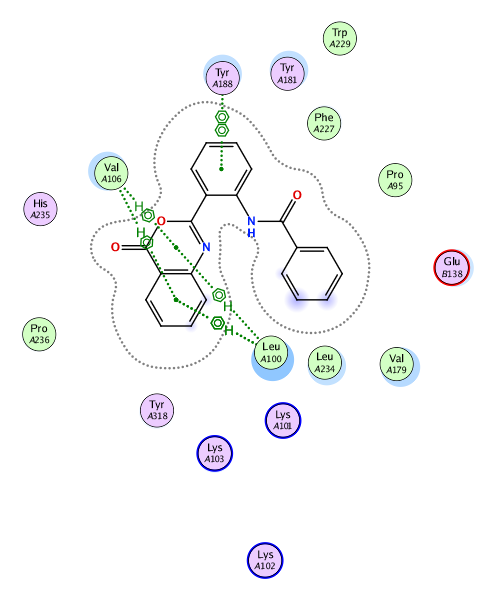 Trp
A229
Tyr
A188
Tyr
A181
Phe
A227
Val
A106
Pro
A95
O
H
His
A235
O
N
H
H
O
N
Glu
B138
H
H
Pro
A236
Leu
A100
Leu
A234
Val
A179
Tyr
A318
Lys
A101
Lys
A103
Lys
A102